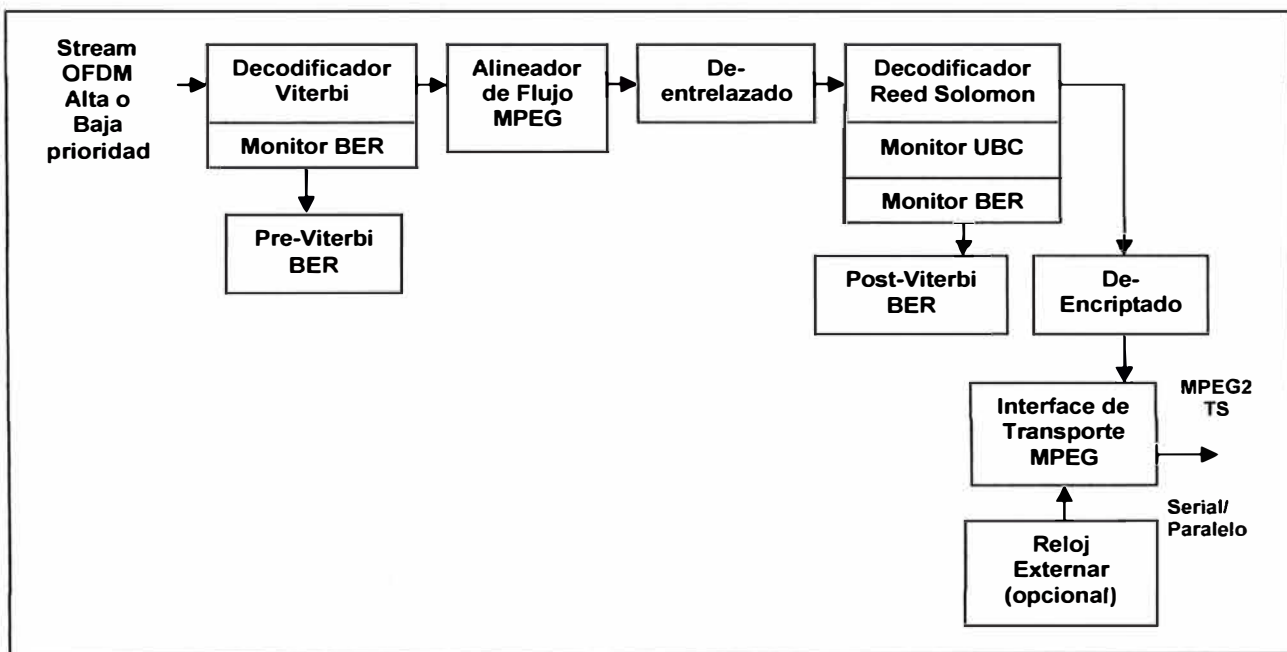 Stream
OFDM
Alta o
Baja
prioridad
Decodificador
Viterbi
Monitor BER
Pre-Viterbi
BER
Alineador
de Flujo
MPEG
De-
entrelazado
Decodificador
Reed Solomon
Monitor UBC
Monitor BER
Post-Viterbi
BER
De-
Encriptado
Interface de
Transporte
MPEG
MPEG2
TS
Serial/
Paralelo
Reloj
Externar
(opcional)